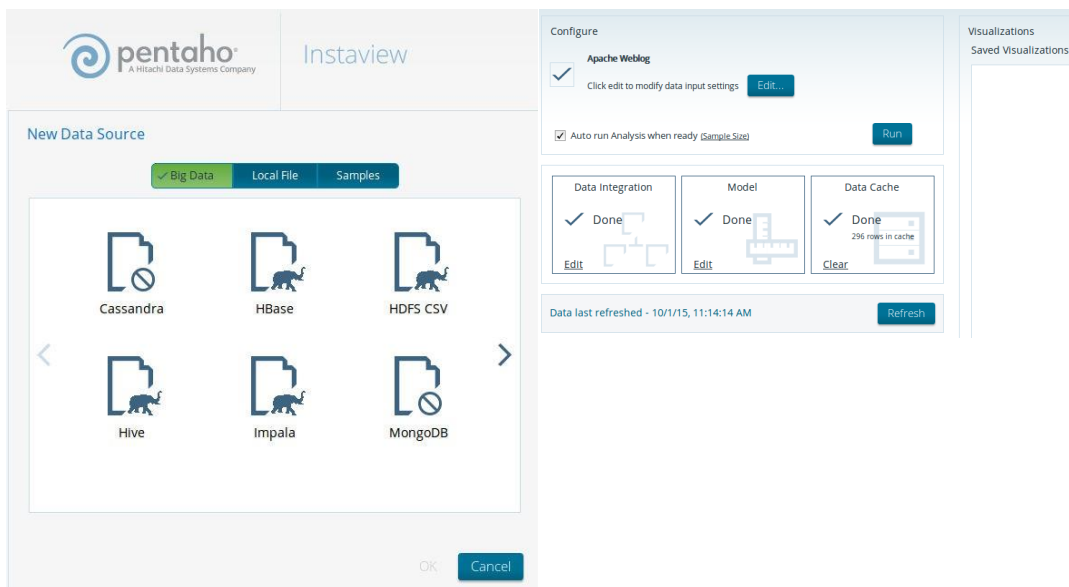 pentaho
A Hitachi Data Systems Company
Instaview
New Data Source
Big Data Local File Samples
Cassandra HBase HDFS CSV
Hive Impala MongoDB
OK Cancel
Configure
Apache Weblog
Click edit to modify data input settings Edit...
Auto run Analysis when ready (Sample Size) Run
Data Integration Model Data Cache
Done Done Done
296 rows in cache
Edit Edit Clear
Data last refreshed - 10/1/15, 11:14:14 AM Refresh
Visualizations
Saved Visualizations